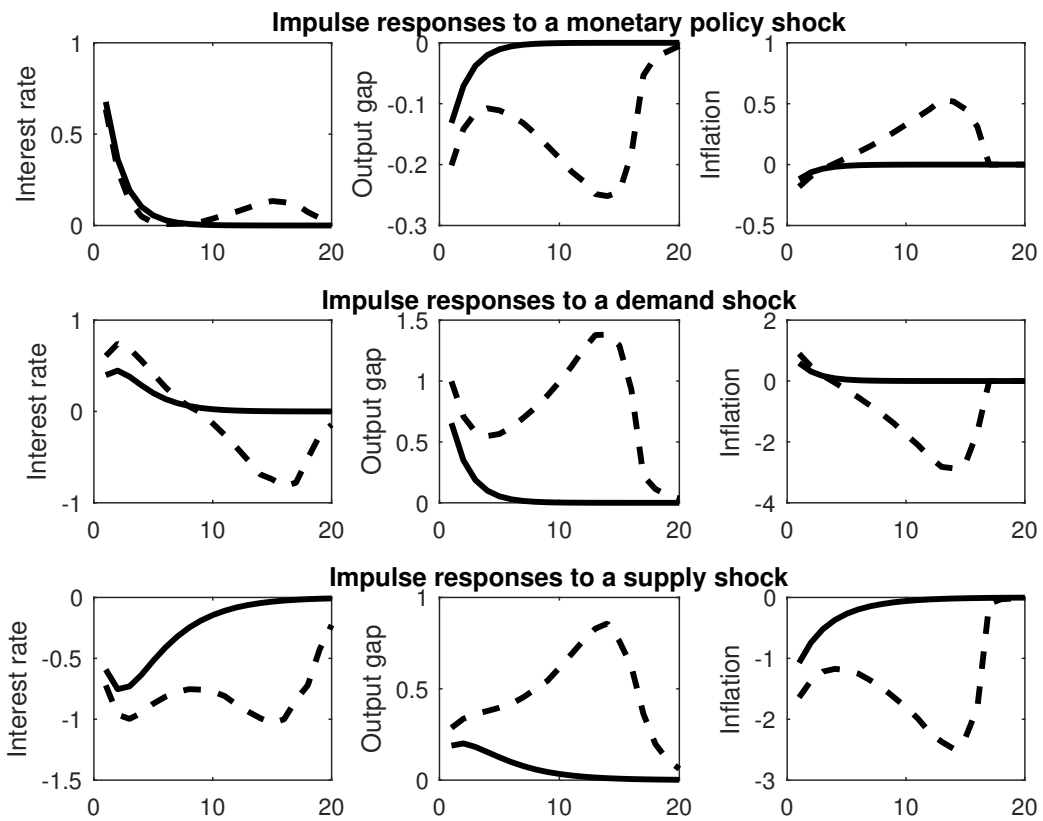 Impulse responses to a monetary policy shock
Interest rate
1
0.5
0
0 10 20
Output gap
0
-0.1
-0.2
-0.3
0 10 20
Inflation
1
0.5
0
-0.5
0 10 20
Impulse responses to a demand shock
Interest rate
1
0
-1
0 10 20
Output gap
1.5
1
0.5
0
0 10 20
Inflation
2
0
-2
-4
0 10 20
Impulse responses to a supply shock
Interest rate
0
-0.5
-1
-1.5
0 10 20
Output gap
1
0.5
0
0 10 20
Inflation
0
-1
-2
-3
0 10 20